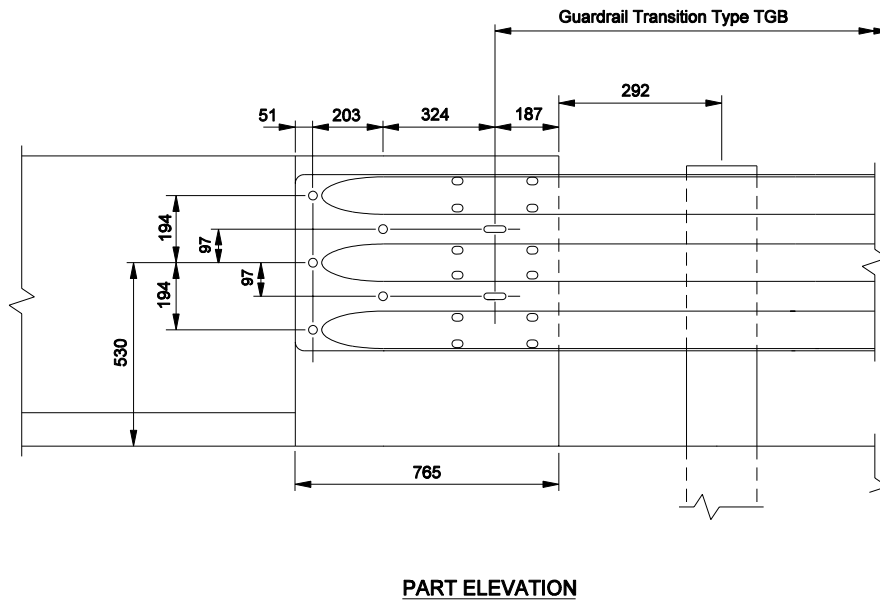 Guardrail Transition Type TGB
292
51 203 324 187
194
97
97
194
530
765
PART ELEVATION